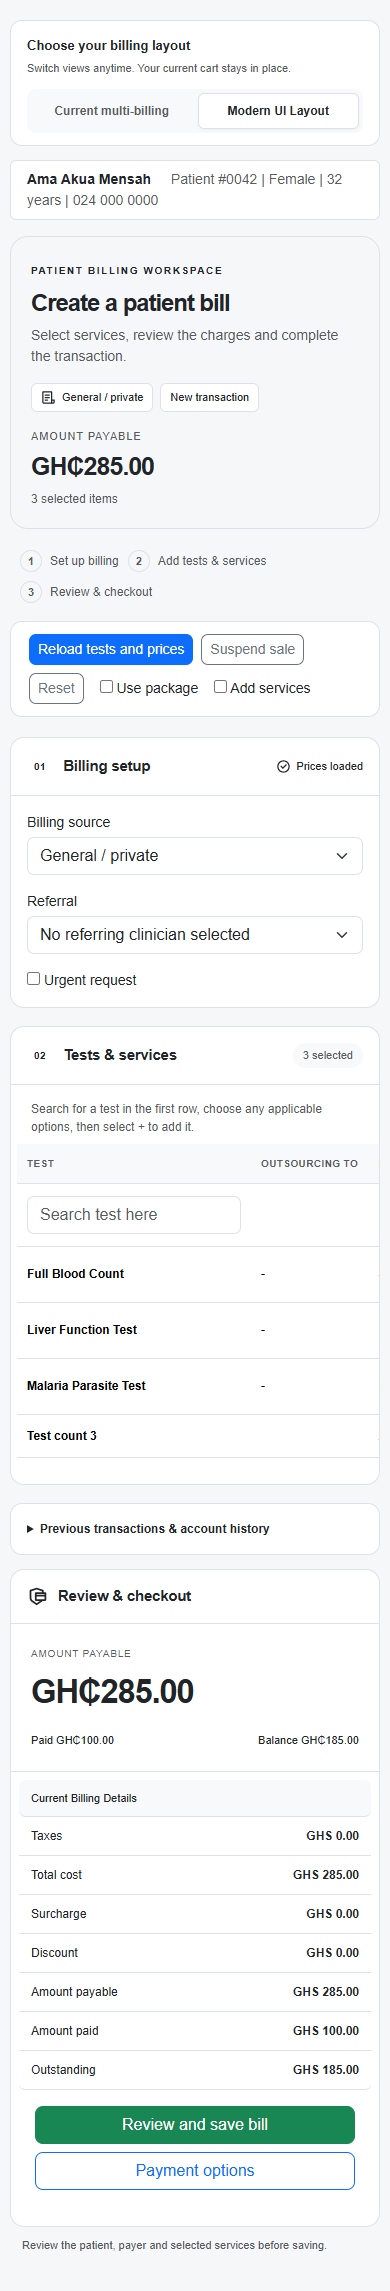 Choose your billing layout
Switch views anytime. Your current cart stays in place.
Current multi-billing
Modern UI Layout
Ama Akua Mensah Patient #0042 | Female | 32
years | 024 000 0000
PATIENT BILLING WORKSPACE
Create a patient bill
Select services, review the charges and complete
the transaction.
General / private
New transaction
AMOUNT PAYABLE
GH₵285.00
3 selected items
1 Set up billing 2 Add tests & services
3 Review & checkout
Reload tests and prices
Suspend sale
Reset
Use package
Add services
01 Billing setup
Prices loaded
Billing source
General / private
Referral
No referring clinician selected
Urgent request
02 Tests & services
3 selected
Search for a test in the first row, choose any applicable
options, then select + to add it.
TEST OUTSOURCING TO
Search test here
Full Blood Count -
Liver Function Test -
Malaria Parasite Test -
Test count 3
Previous transactions & account history
Review & checkout
AMOUNT PAYABLE
GH₵285.00
Paid GH₵100.00 Balance GH₵185.00
Current Billing Details
Taxes GHS 0.00
Total cost GHS 285.00
Surcharge GHS 0.00
Discount GHS 0.00
Amount payable GHS 285.00
Amount paid GHS 100.00
Outstanding GHS 185.00
Review and save bill
Payment options
Review the patient, payer and selected services before saving.